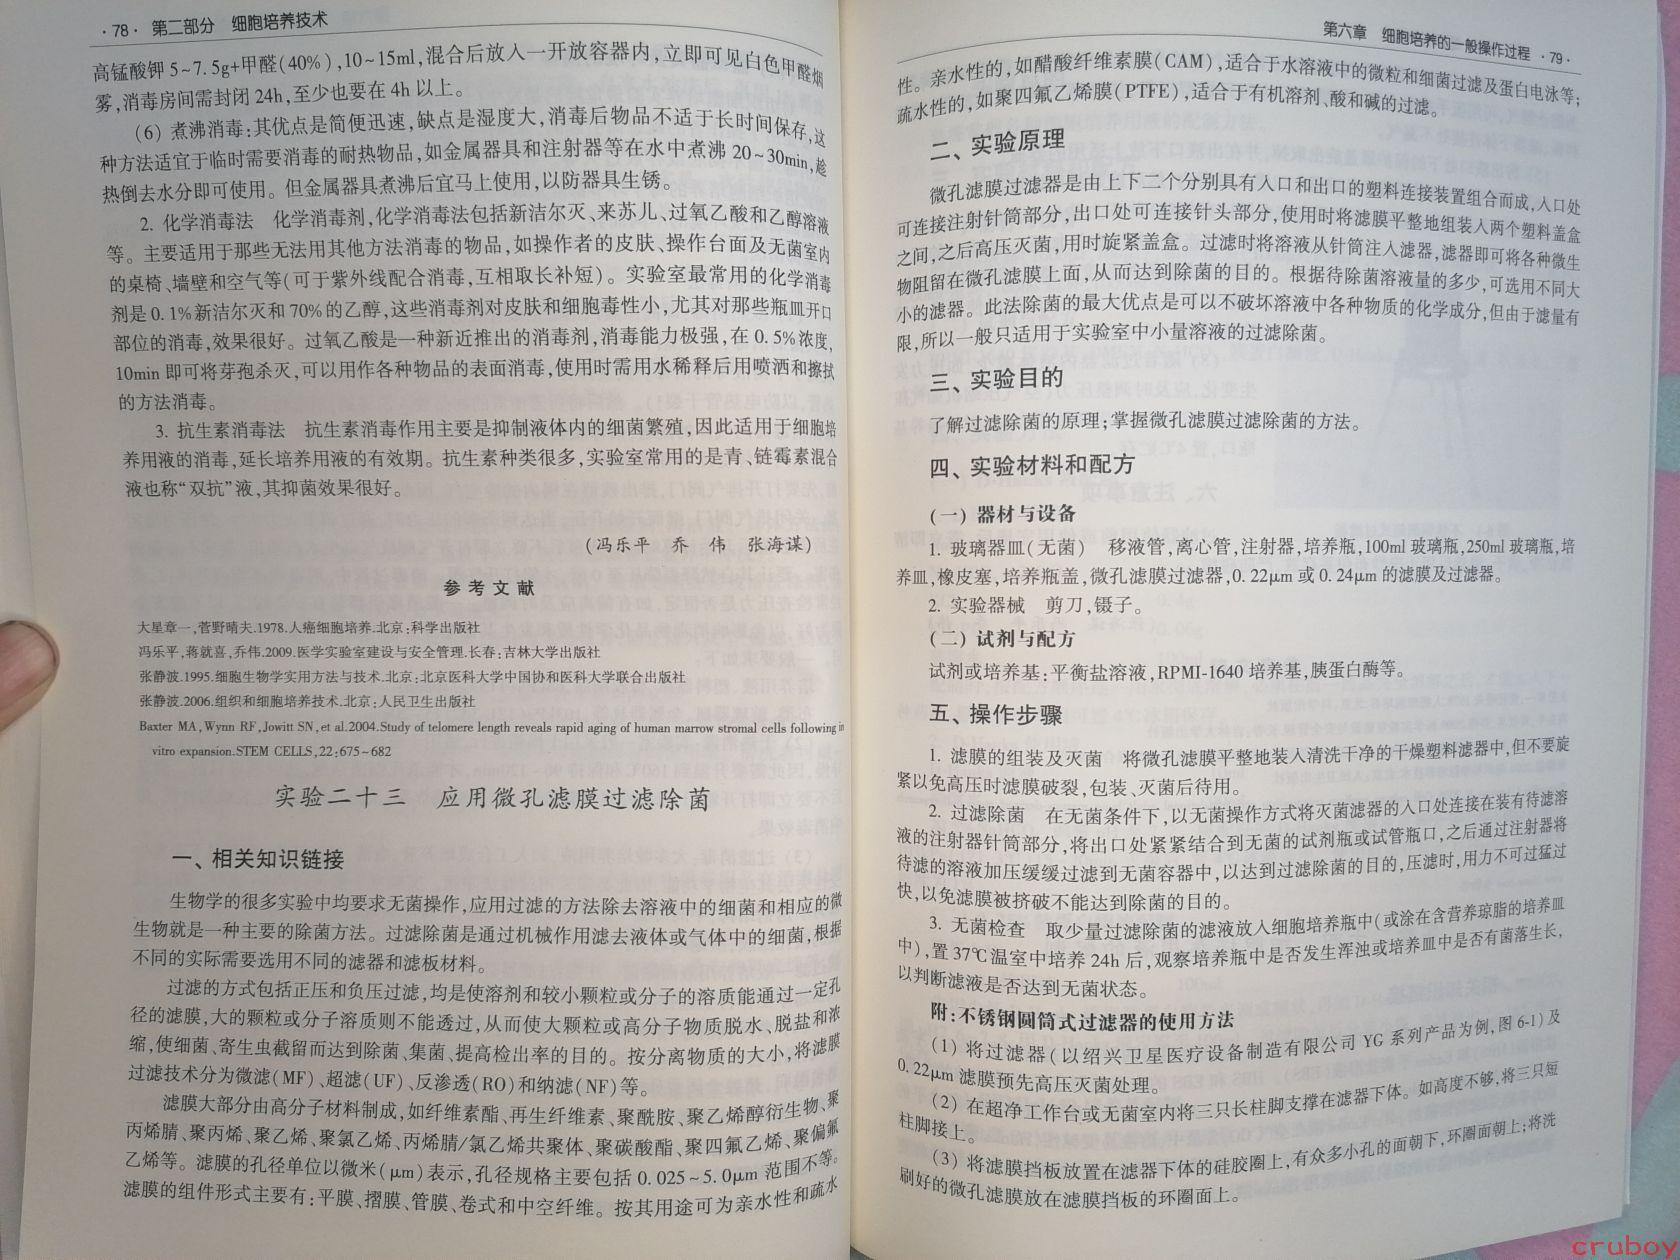 ·78· 第二部分 细胞培养技术
高锰酸钾 5~7.5g+甲醛(40%),10~15ml,混合后放入一开放容器内,立即可见白色甲醛烟
雾,消毒房间需封闭 24h,至少也要在 4h 以上。
(6) 煮沸消毒:其优点是简便迅速,缺点是湿度大,消毒后物品不适于长时间保存,这
种方法适宜于临时需要消毒的耐热物品,如金属器具和注射器等在水中煮沸 20~30min,趁
热倒去水分即可使用。但金属器具煮沸后宜马上使用,以防器具生锈。
2. 化学消毒法 化学消毒剂,化学消毒法包括新洁尔灭、来苏儿、过氧乙酸和乙醇溶液
等。主要适用于那些无法用其他方法消毒的物品,如操作者的皮肤、操作台面及无菌室内
的桌椅、墙壁和空气等(可于紫外线配合消毒,互相取长补短)。实验室最常用的化学消毒
剂是 0.1%新洁尔灭和 70%的乙醇,这些消毒剂对皮肤和细胞毒性小,尤其对那些瓶皿开口
部位的消毒,效果很好。过氧乙酸是一种新近推出的消毒剂,消毒能力极强,在 0.5%浓度,
10min 即可将芽孢杀灭,可以用作各种物品的表面消毒,使用时需用水稀释后用喷洒和擦拭
的方法消毒。
3. 抗生素消毒法 抗生素消毒作用主要是抑制液体内的细菌繁殖,因此适用于细胞培
养用液的消毒,延长培养用液的有效期。抗生素种类很多,实验室常用的是青、链霉素混合
液也称“双抗”液,其抑菌效果很好。
(冯乐平 乔 伟 张海谋)
参考文献
大星章一,菅野晴夫.1978.人癌细胞培养.北京:科学出版社
冯乐平,蒋就喜,乔伟.2009.医学实验室建设与安全管理.长春:吉林大学出版社
张静波.1995.细胞生物学实用方法与技术.北京:北京医科大学中国协和医科大学联合出版社
张静波.2006.组织和细胞培养技术.北京:人民卫生出版社
Baxter MA,Wynn RF,Jowitt SN,et al.2004.Study of telomere length reveals rapid aging of human marrow stromal cells following in
vitro expansion.STEM CELLS,22:675~682
实验二十三 应用微孔滤膜过滤除菌
一、相关知识链接
生物学的很多实验中均要求无菌操作,应用过滤的方法除去溶液中的细菌和相应的微
生物就是一种主要的除菌方法。过滤除菌是通过机械作用滤去液体或气体中的细菌,根据
不同的实际需要选用不同的滤器和滤板材料。
过滤的方式包括正压和负压过滤,均是使溶剂和较小颗粒或分子的溶质能通过一定孔
径的滤膜,大的颗粒或分子溶质则不能透过,从而使大颗粒或高分子物质脱水、脱盐和浓
缩,使细菌、寄生虫截留而达到除菌、集菌、提高检出率的目的。按分离物质的大小,将滤膜
过滤技术分为微滤(MF)、超滤(UF)、反渗透(RO)和纳滤(NF)等。
滤膜大部分由高分子材料制成,如纤维素酯、再生纤维素、聚酰胺、聚乙烯醇衍生物、聚
丙烯腈、聚丙烯、聚乙烯、聚氯乙烯、丙烯腈/氯乙烯共聚体、聚碳酸酯、聚四氟乙烯、聚偏氟
乙烯等。滤膜的孔径单位以微米(μm)表示,孔径规格主要包括 0.025~5.0μm 范围不等。
滤膜的组件形式主要有:平膜、摺膜、管膜、卷式和中空纤维。按其用途可为亲水性和疏水
第六章 细胞培养的一般操作过程 ·79·
性。亲水性的,如醋酸纤维素膜(CAM),适合于水溶液中的微粒和细菌过滤及蛋白电泳等;
疏水性的,如聚四氟乙烯膜(PTFE),适合于有机溶剂、酸和碱的过滤。
二、实验原理
微孔滤膜过滤器是由上下二个分别具有入口和出口的塑料连接装置组合而成,入口处
可连接注射针筒部分,出口处可连接针头部分,使用时将滤膜平整地组装入两个塑料盖盒
之间,之后高压灭菌,用时旋紧盖盒。过滤时将溶液从针筒注入滤器,滤器即可将各种微生
物阻留在微孔滤膜上面,从而达到除菌的目的。根据待除菌溶液量的多少,可选用不同大
小的滤器。此法除菌的最大优点是可以不破坏溶液中各种物质的化学成分,但由于滤量有
限,所以一般只适用于实验室中小量溶液的过滤除菌。
三、实验目的
了解过滤除菌的原理;掌握微孔滤膜过滤除菌的方法。
四、实验材料和配方
(一) 器材与设备
1. 玻璃器皿(无菌) 移液管,离心管,注射器,培养瓶,100ml 玻璃瓶,250ml 玻璃瓶,培
养皿,橡皮塞,培养瓶盖,微孔滤膜过滤器,0.22μm 或 0.24μm 的滤膜及过滤器。
2. 实验器械 剪刀,镊子。
(二) 试剂与配方
试剂或培养基:平衡盐溶液,RPMI-1640 培养基,胰蛋白酶等。
五、操作步骤
1. 滤膜的组装及灭菌 将微孔滤膜平整地装入清洗干净的干燥塑料滤器中,但不要旋
紧以免高压时滤膜破裂,包装、灭菌后待用。
2. 过滤除菌 在无菌条件下,以无菌操作方式将灭菌滤器的入口处连接在装有待滤溶
液的注射器针筒部分,将出口处紧紧结合到无菌的试剂瓶或试管瓶口,之后通过注射器将
待滤的溶液加压缓缓过滤到无菌容器中,以达到过滤除菌的目的,压滤时,用力不可过猛过
快,以免滤膜被挤破不能达到除菌的目的。
3. 无菌检查 取少量过滤除菌的滤液放入细胞培养瓶中(或涂在含营养琼脂的培养皿
中),置 37℃温室中培养 24h 后,观察培养瓶中是否发生浑浊或培养皿中是否有菌落生长,
以判断滤液是否达到无菌状态。
附:不锈钢圆筒式过滤器的使用方法
(1) 将过滤器(以绍兴卫星医疗设备制造有限公司 YG 系列产品为例,图 6-1)及
0.22μm 滤膜预先高压灭菌处理。
(2) 在超净工作台或无菌室内将三只长柱脚支撑在滤器下体。如高度不够,将三只短
柱脚接上。
(3) 将滤膜挡板放置在滤器下体的硅胶圈上,有众多小孔的面朝下,环圈面朝上;将洗
刷好的微孔滤膜放在滤膜挡板的环圈面上。
cruboy